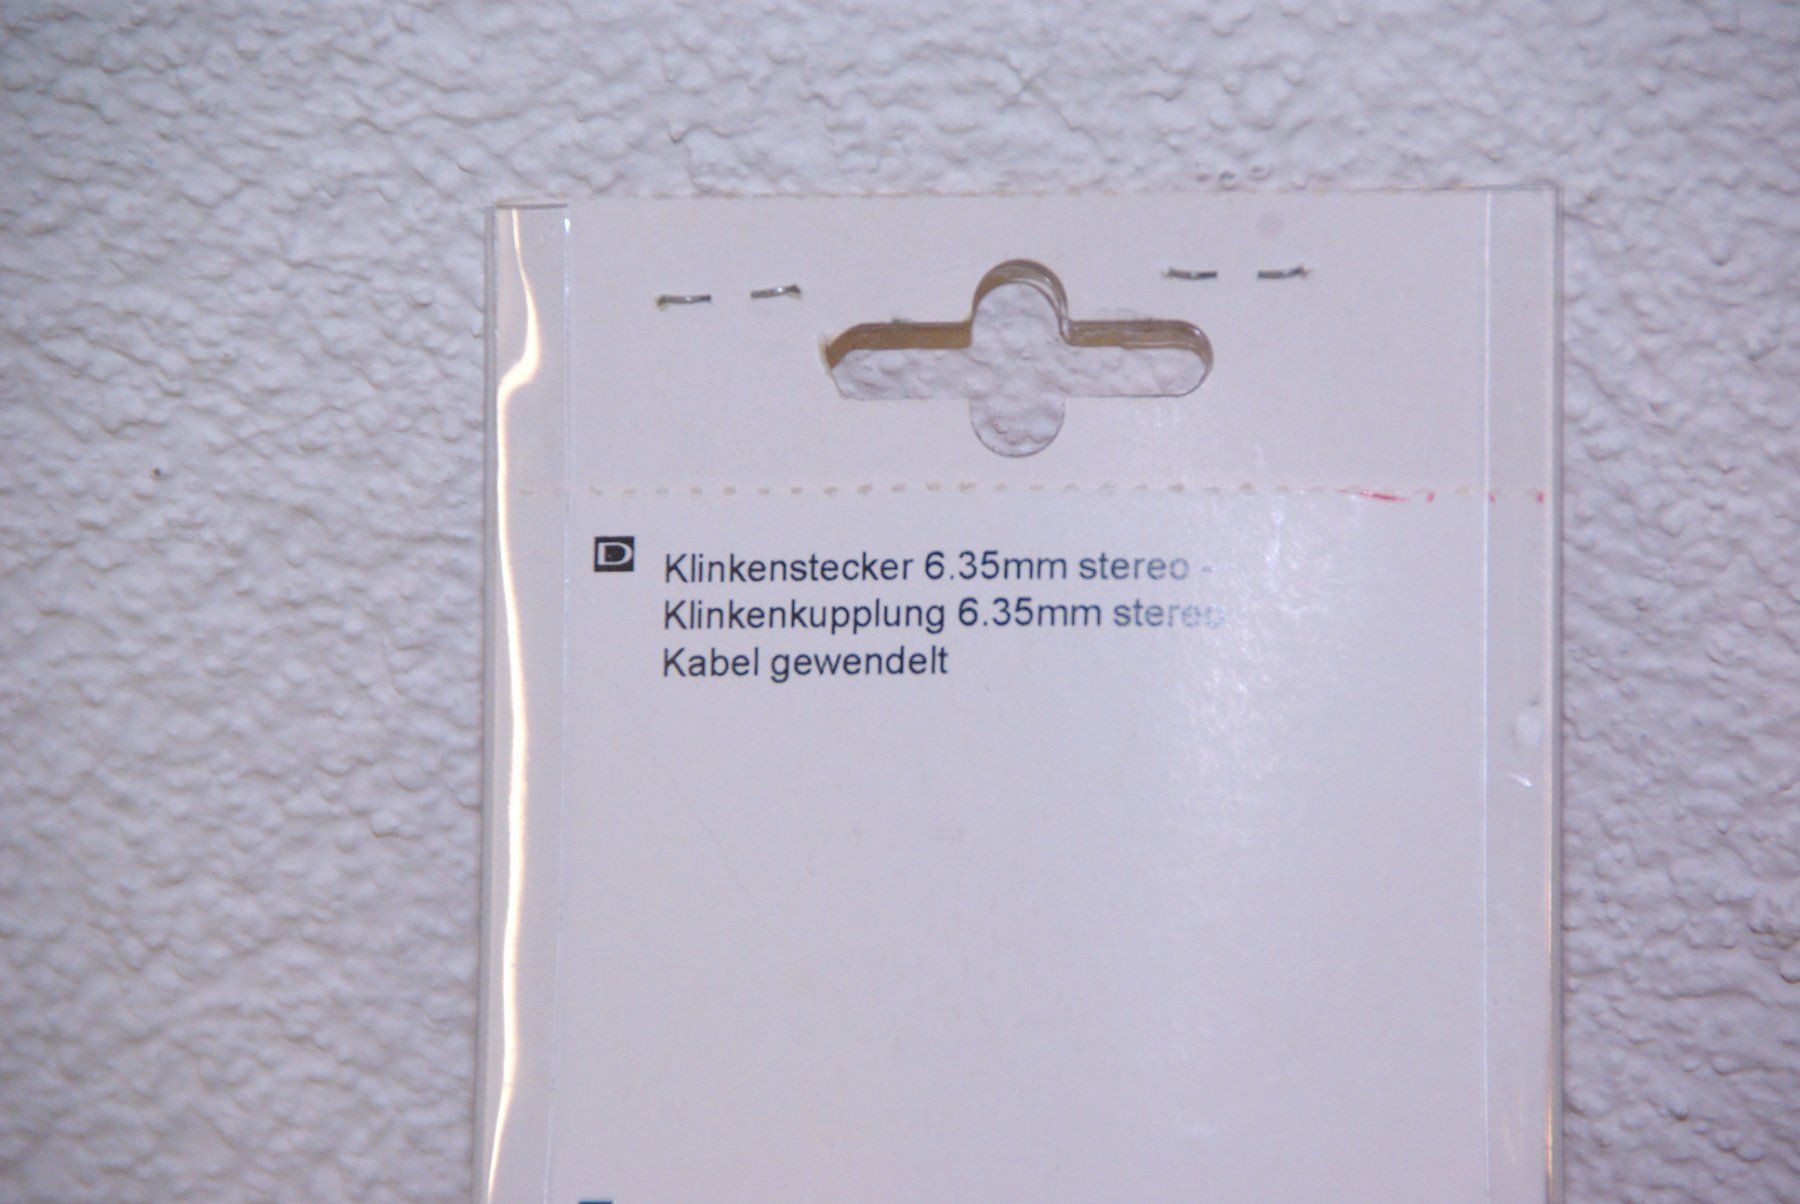 D Klinkenstecker 6.35mm stereo -
Klinkenkupplung 6.35mm stereo
Kabel gewendelt